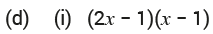 (d) (i) (2x − 1)(x − 1)